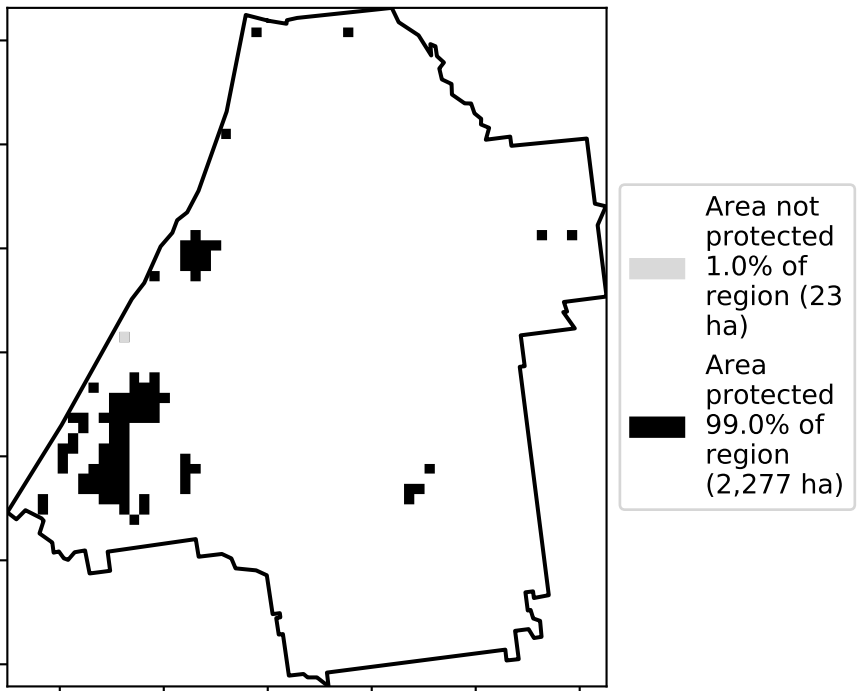 Area not
protected
1.0% of
region (23
ha)
Area
protected
99.0% of
region
(2,277 ha)